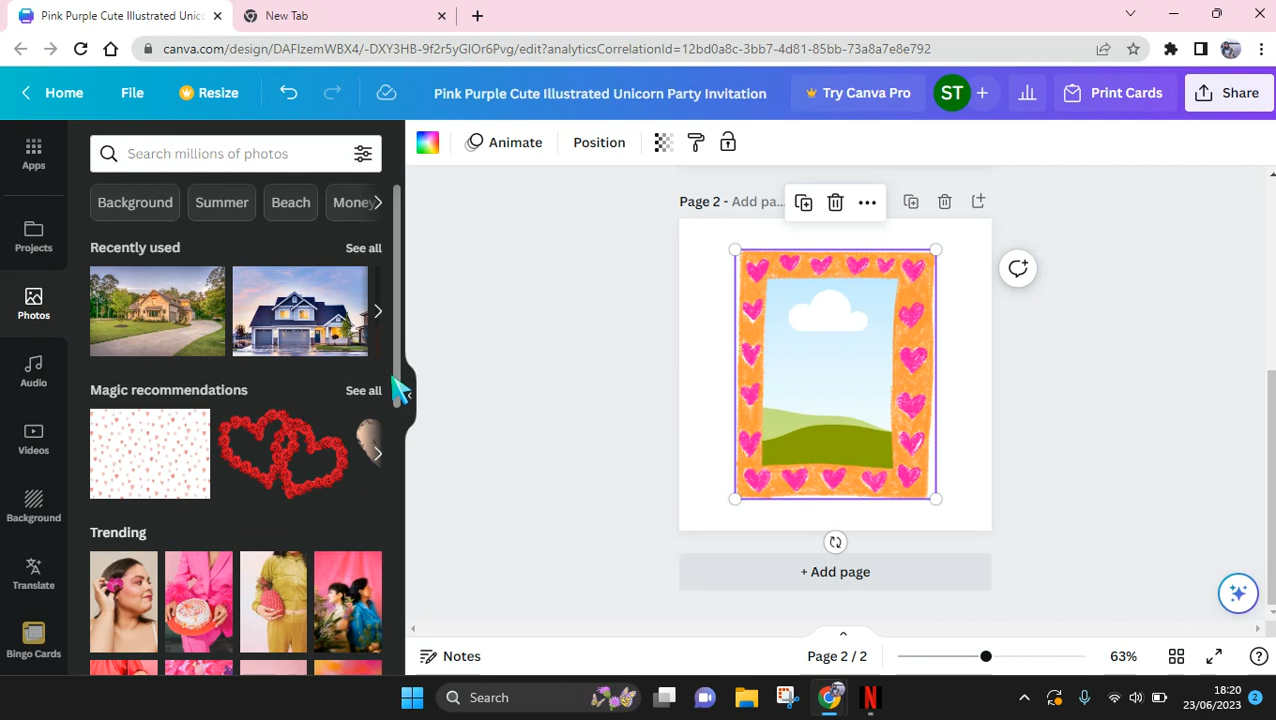 Pink Purple Cute Illustrated Unico
New Tab
canva.com/design/DAFlzemWBX4/-DXY3HB-9f2r5yGlOr6Pvg/edit?analyticsCorrelationId=12bd0a8c-3bb7-4d81-85bb-73a8a7e8e792
Home
File
Resize
Pink Purple Cute Illustrated Unicorn Party Invitation
Try Canva Pro
ST
Print Cards
Share
Apps
Projects
Photos
Audio
Videos
Background
Translate
Bingo Cards
Search millions of photos
Background
Summer
Beach
Money
Recently used
See all
Magic recommendations
See all
Trending
Animate
Position
Page 2 - Add pa...
+ Add page
Notes
Page 2 / 2
63%
Search
18:20
23/06/2023
2